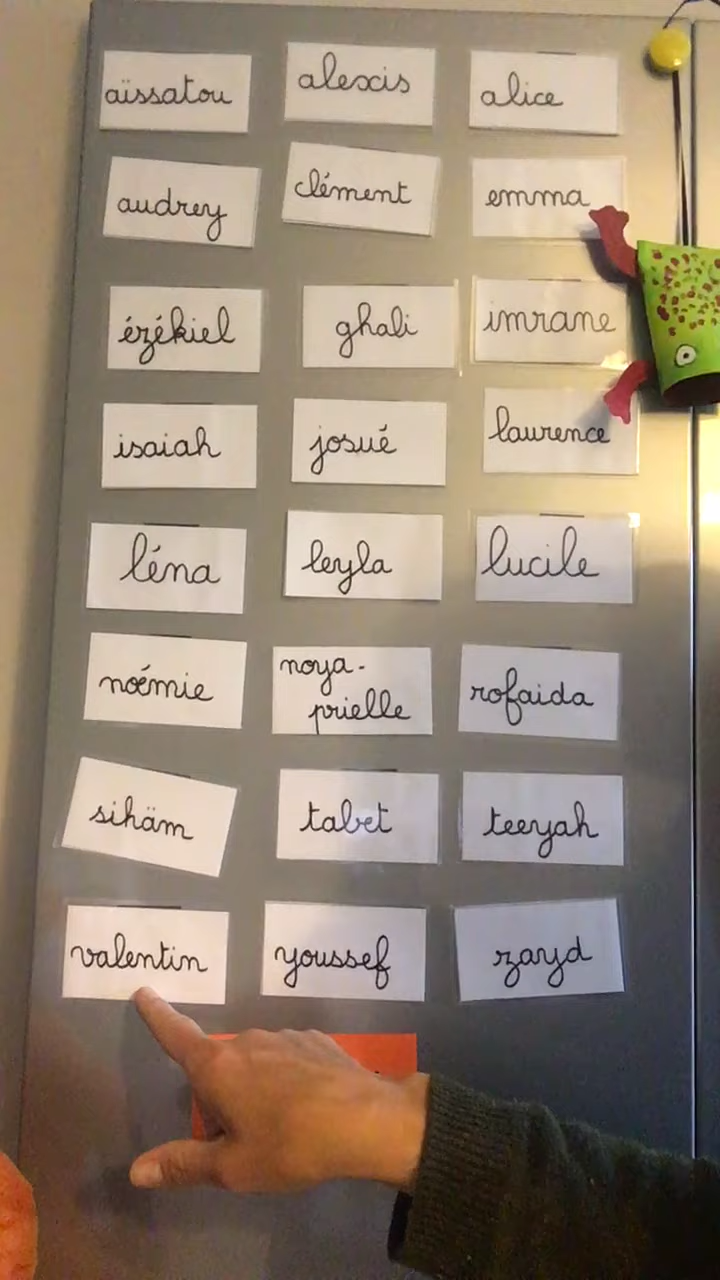 aïssatou
alexis
alice
audrey
clément
emma
ézékiel
ghali
imrane
isaiah
josué
laurence
léna
leyla
lucile
noémie
noya-
prielle
rofaida
sihäm
tabet
teeyah
valentin
youssef
zayd